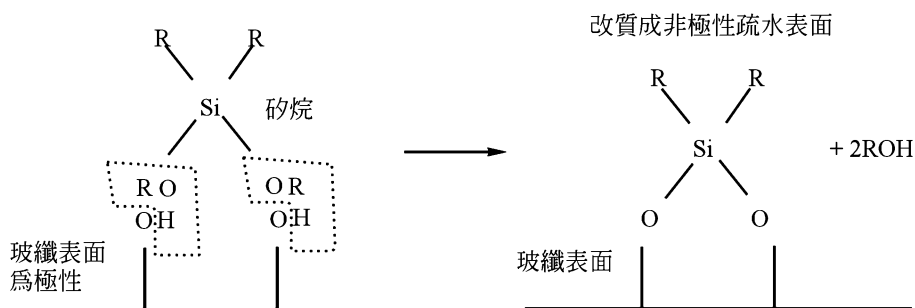 改質成非極性疏水表面
R R
R R
Si 矽烷
Si + 2ROH
R O O R
O H O H
O O
玻纖表面
為極性
玻纖表面